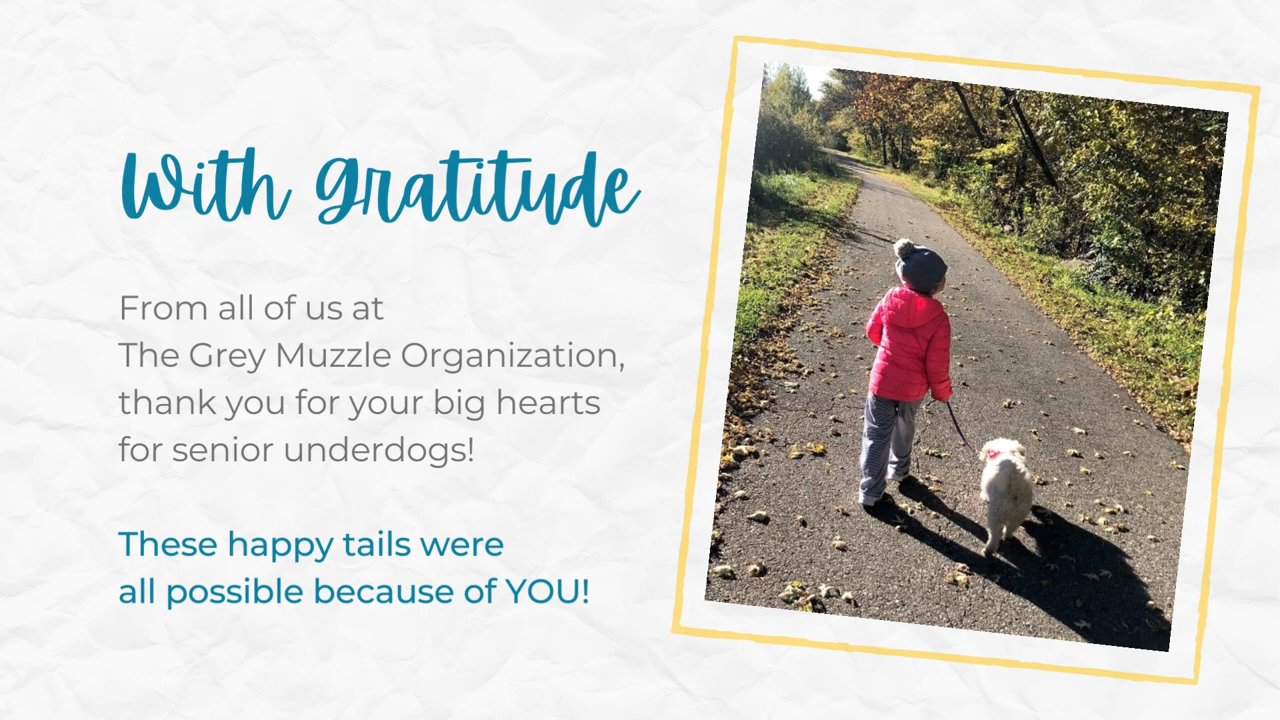 With Gratitude
From all of us at
The Grey Muzzle Organization,
thank you for your big hearts
for senior underdogs!
These happy tails were
all possible because of YOU!